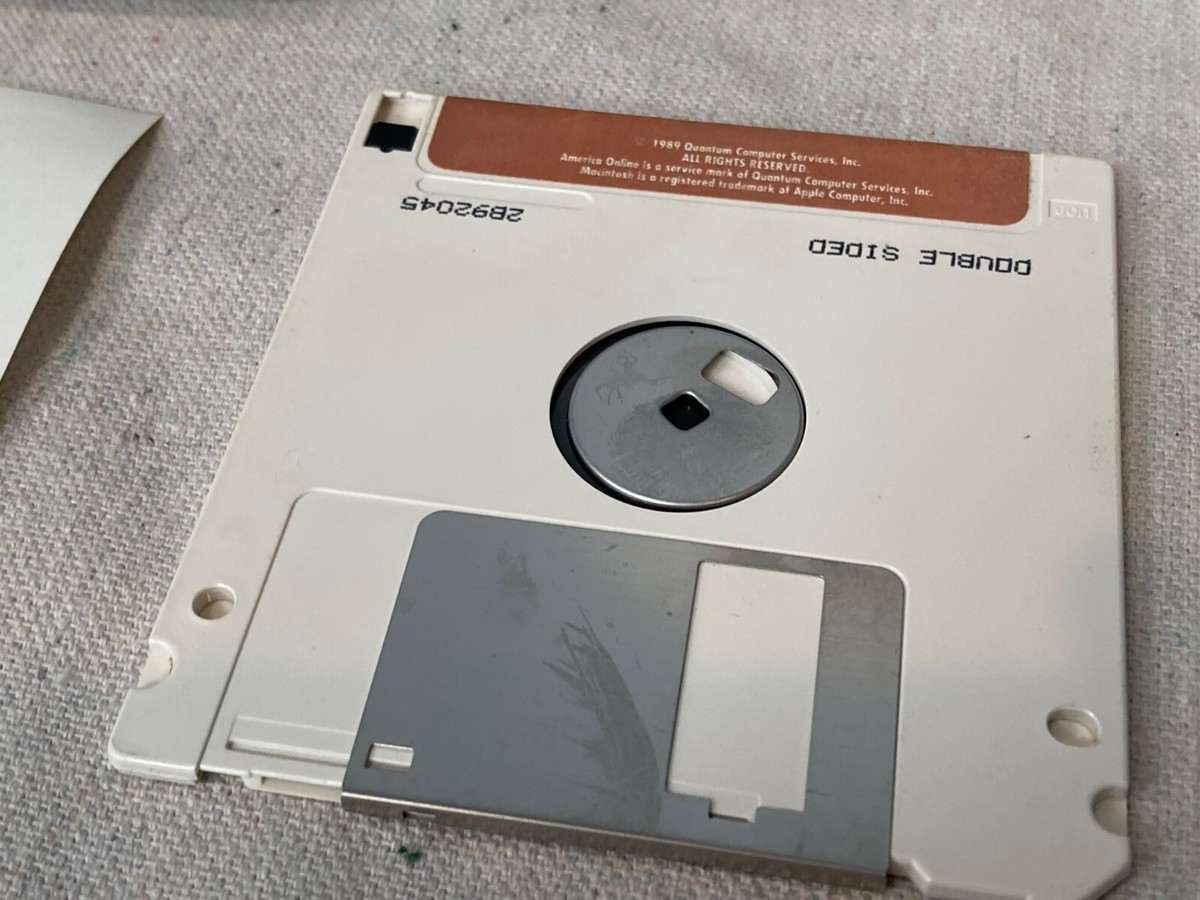 © 1989 Quantum Computer Services, Inc.
ALL RIGHTS RESERVED.
America Online is a service mark of Quantum Computer Services, Inc.
Macintosh is a registered trademark of Apple Computer, Inc.
2B92045
DOUBLE SIDED